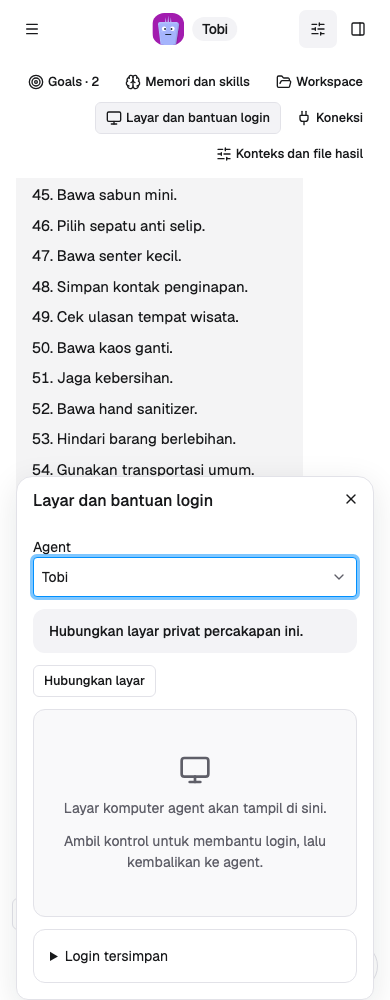 Tobi
Goals · 2
Memori dan skills
Workspace
Layar dan bantuan login
Koneksi
Konteks dan file hasil
45. Bawa sabun mini.
46. Pilih sepatu anti selip.
47. Bawa senter kecil.
48. Simpan kontak penginapan.
49. Cek ulasan tempat wisata.
50. Bawa kaos ganti.
51. Jaga kebersihan.
52. Bawa hand sanitizer.
53. Hindari barang berlebihan.
54. Gunakan transportasi umum.
Layar dan bantuan login
Agent
Tobi
Hubungkan layar privat percakapan ini.
Hubungkan layar
Layar komputer agent akan tampil di sini.
Ambil kontrol untuk membantu login, lalu
kembalikan ke agent.
Login tersimpan